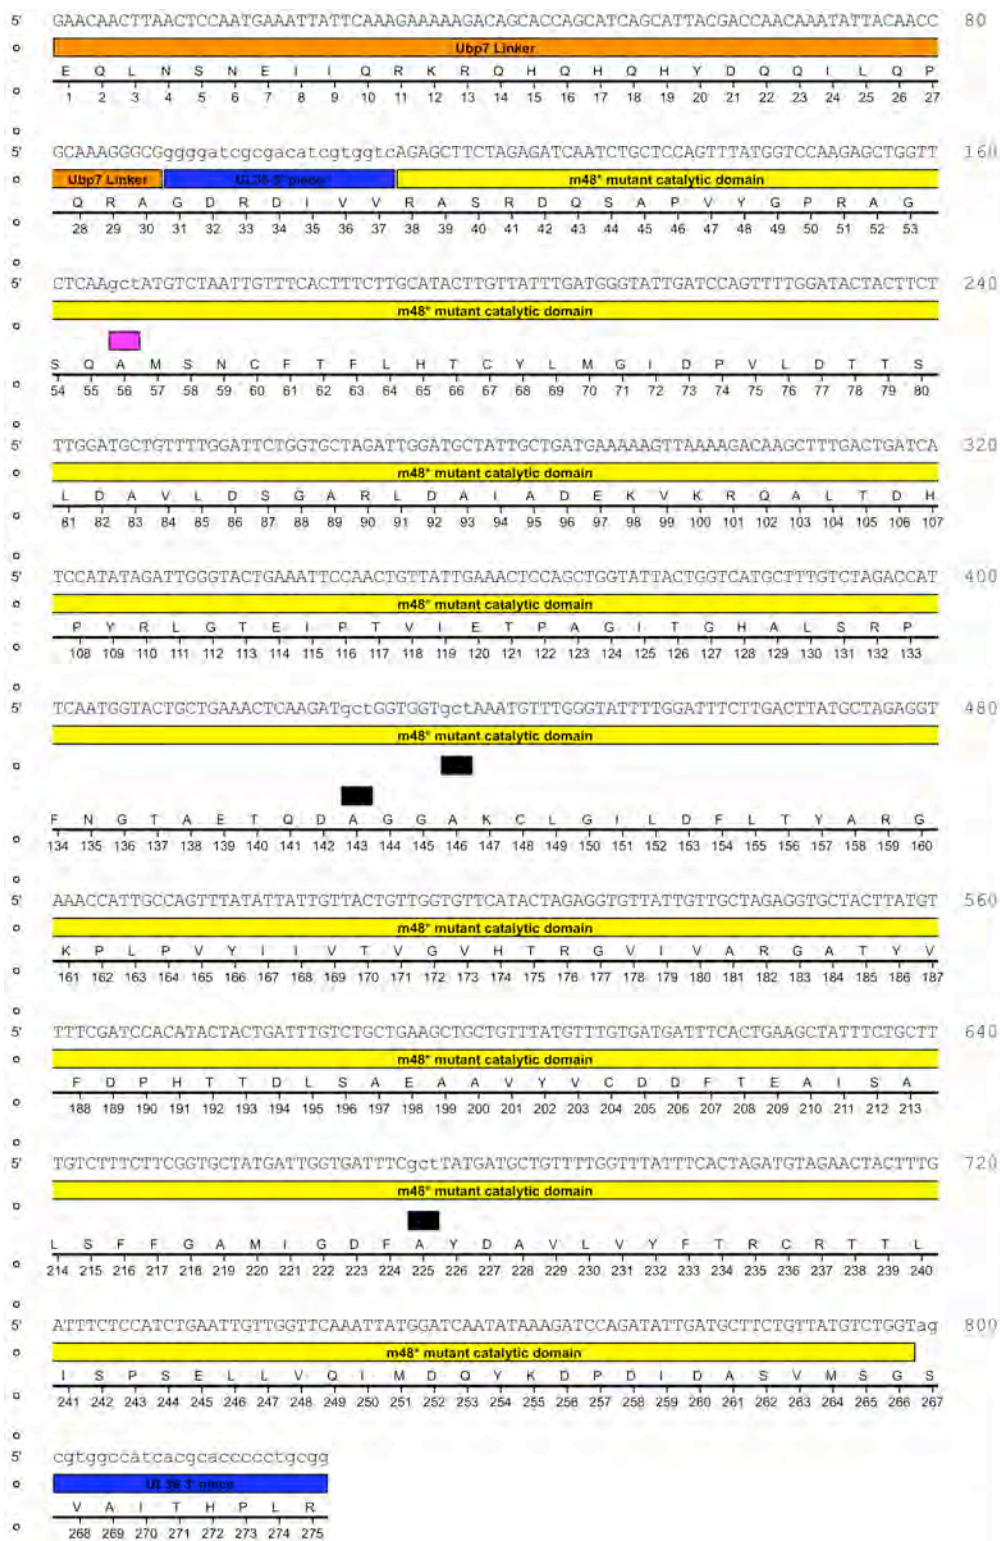 5' GAACAACTTAACTCCAATGAAATTATTCAAAGAAAAAGACAGCACCAGCATCAGCATTACGACCAACAAATATTACAACC 80
Ubp7 Linker
E Q L N S N E I I Q R K R Q H Q H Q H Y D Q Q I L Q P
1 2 3 4 5 6 7 8 9 10 11 12 13 14 15 16 17 18 19 20 21 22 23 24 25 26 27
5' GCAAAGGGCGggggatcgcgacatcgtggtcAGAGCTTCTAGAGATCAATCTGCTCCAGTTTATGGTCCAAGAGCTGGTT 160
Ubp7 Linker UL36 5' piece m48* mutant catalytic domain
Q R A G D R D I V V R A S R D Q S A P V Y G P R A G
28 29 30 31 32 33 34 35 36 37 38 39 40 41 42 43 44 45 46 47 48 49 50 51 52 53
5' CTCAAgctATGTCTAATTGTTTCACTTTCTTGCATACTTGTTATTTGATGGGTATTGATCCAGTTTTGGATACTACTTCT 240
m48* mutant catalytic domain
S Q A M S N C F T F L H T C Y L M G I D P V L D T T S
54 55 56 57 58 59 60 61 62 63 64 65 66 67 68 69 70 71 72 73 74 75 76 77 78 79 80
5' TTGGATGCTGTTTTGGATTCTGGTGCTAGATTGGATGCTATTGCTGATGAAAAAGTTAAAAGACAAGCTTTGACTGATCA 320
m48* mutant catalytic domain
L D A V L D S G A R L D A I A D E K V K R Q A L T D H
81 82 83 84 85 86 87 88 89 90 91 92 93 94 95 96 97 98 99 100 101 102 103 104 105 106 107
5' TCCATATAGATTGGGTACTGAAATTCCAACTGTTATTGAAACTCCAGCTGGTATTACTGGTCATGCTTTGTCTAGACCAT 400
m48* mutant catalytic domain
P Y R L G T E I P T V I E T P A G I T G H A L S R P
108 109 110 111 112 113 114 115 116 117 118 119 120 121 122 123 124 125 126 127 128 129 130 131 132 133
5' TCAATGGTACTGCTGAAACTCAAGATgctGGTGGTgctAAATGTTTGGGTATTTTGGATTTCTTGACTTATGCTAGAGGT 480
m48* mutant catalytic domain
F N G T A E T Q D A G G A K C L G I L D F L T Y A R G
134 135 136 137 138 139 140 141 142 143 144 145 146 147 148 149 150 151 152 153 154 155 156 157 158 159 160
5' AAACCATTGCCAGTTTATATTATTGTTACTGTTGGTGTTCATACTAGAGGTGTTATTGTTGCTAGAGGTGCTACTTATGT 560
m48* mutant catalytic domain
K P L P V Y I I V T V G V H T R G V I V A R G A T Y V
161 162 163 164 165 166 167 168 169 170 171 172 173 174 175 176 177 178 179 180 181 182 183 184 185 186 187
5' TTTCGATCCACATACTACTGATTTGTCTGCTGAAGCTGCTGTTTATGTTTGTGATGATTTCACTGAAGCTATTTCTGCTT 640
m48* mutant catalytic domain
F D P H T T D L S A E A A V Y V C D D F T E A I S A
188 189 190 191 192 193 194 195 196 197 198 199 200 201 202 203 204 205 206 207 208 209 210 211 212 213
5' TGTCTTTCTTCGGTGCTATGATTGGTGATTTCgctTATGATGCTGTTTTGGTTTATTTCACTAGATGTAGAACTACTTTG 720
m48* mutant catalytic domain
L S F F G A M I G D F A Y D A V L V Y F T R C R T T L
214 215 216 217 218 219 220 221 222 223 224 225 226 227 228 229 230 231 232 233 234 235 236 237 238 239 240
5' ATTTCTCCATCTGAATTGTTGGTTCAAATTATGGATCAATATAAAGATCCAGATATTGATGCTTCTGTTATGTCTGGTag 800
m48* mutant catalytic domain
I S P S E L L V Q I M D Q Y K D P D I D A S V M S G S
241 242 243 244 245 246 247 248 249 250 251 252 253 254 255 256 257 258 259 260 261 262 263 264 265 266 267
5' cgtggccatcacgcaccccctgcgg
UL36 3' piece
V A I T H P L R
268 269 270 271 272 273 274 275